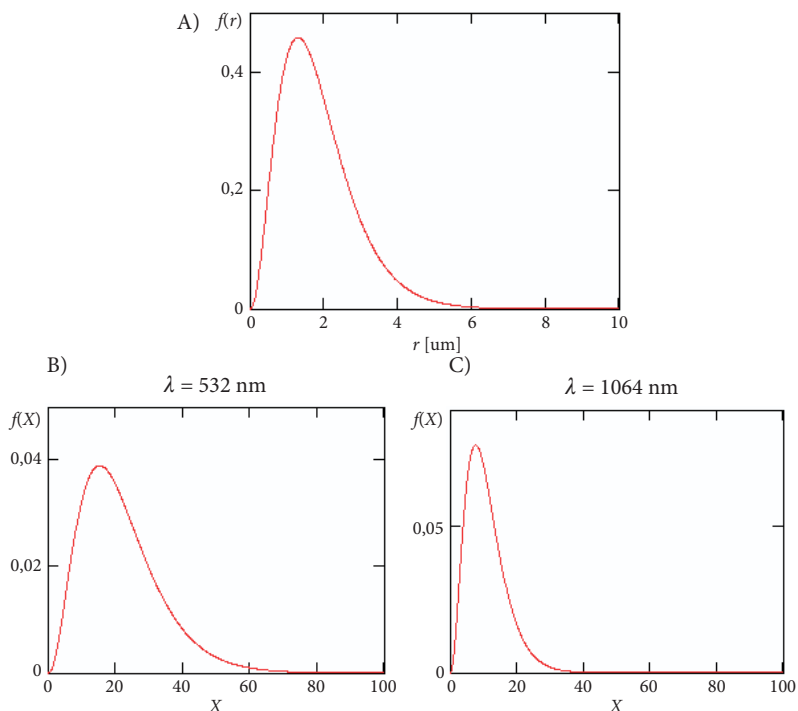 A)
f(r)
0,4
0,2
0
0 2 4 6 8 10
r [um]
B)
λ = 532 nm
f(X)
0,04
0,02
0
0 20 40 60 80 100
X
C)
λ = 1064 nm
f(X)
0,05
0
0 20 40 60 80 100
X